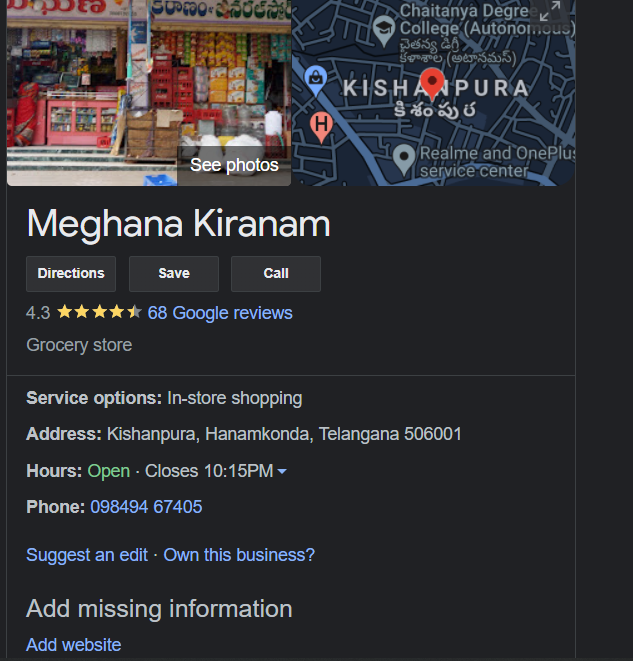 కిరాణం & జనరల్ స్టో
See photos
Chaitanya Degre
College (Autonomous)
చైతన్య డిగ్రీ
కళాశాల (అటానమస్)
KISHANPURA
కిశంపుర
H
Realme and OnePlus
service center
Meghana Kiranam
Directions
Save
Call
4.3
68 Google reviews
Grocery store
Service options: In-store shopping
Address: Kishanpura, Hanamkonda, Telangana 506001
Hours: Open · Closes 10:15PM
Phone: 098494 67405
Suggest an edit · Own this business?
Add missing information
Add website